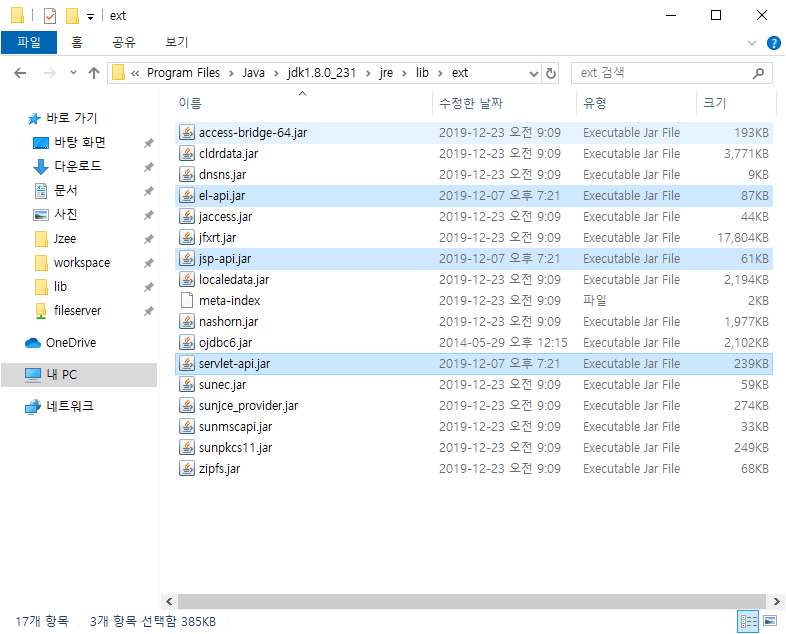 ext
파일 홈 공유 보기
« Program Files › Java › jdk1.8.0_231 › jre › lib › ext
ext 검색
바로 가기
바탕 화면
다운로드
문서
사진
Jzee
workspace
lib
fileserver
OneDrive
내 PC
네트워크
이름 수정한 날짜 유형 크기
access-bridge-64.jar 2019-12-23 오전 9:09 Executable Jar File 193KB
cldrdata.jar 2019-12-23 오전 9:09 Executable Jar File 3,771KB
dnsns.jar 2019-12-23 오전 9:09 Executable Jar File 9KB
el-api.jar 2019-12-07 오후 7:21 Executable Jar File 87KB
jaccess.jar 2019-12-23 오전 9:09 Executable Jar File 44KB
jfxrt.jar 2019-12-23 오전 9:09 Executable Jar File 17,804KB
jsp-api.jar 2019-12-07 오후 7:21 Executable Jar File 61KB
localedata.jar 2019-12-23 오전 9:09 Executable Jar File 2,194KB
meta-index 2019-12-23 오전 9:09 파일 2KB
nashorn.jar 2019-12-23 오전 9:09 Executable Jar File 1,977KB
ojdbc6.jar 2014-05-29 오후 12:15 Executable Jar File 2,102KB
servlet-api.jar 2019-12-07 오후 7:21 Executable Jar File 239KB
sunec.jar 2019-12-23 오전 9:09 Executable Jar File 59KB
sunjce_provider.jar 2019-12-23 오전 9:09 Executable Jar File 274KB
sunmscapi.jar 2019-12-23 오전 9:09 Executable Jar File 33KB
sunpkcs11.jar 2019-12-23 오전 9:09 Executable Jar File 249KB
zipfs.jar 2019-12-23 오전 9:09 Executable Jar File 68KB
17개 항목 3개 항목 선택함 385KB